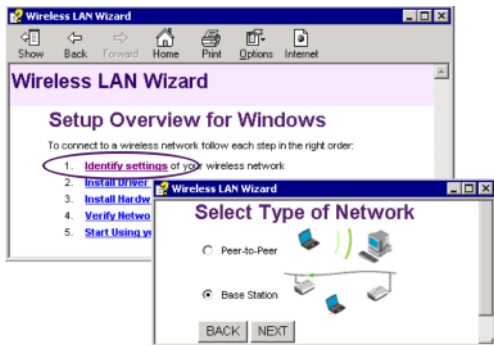 Wireless LAN Wizard
Show Back Forward Home Print Options Internet
Wireless LAN Wizard
Setup Overview for Windows
To connect to a wireless network follow each step in the right order:
1. Identify settings of your wireless network
2. Install Driver
3. Install Hardw
4. Verify Netwo
5. Start Using y
Wireless LAN Wizard
Select Type of Network
Peer-to-Peer
Base Station
BACK NEXT